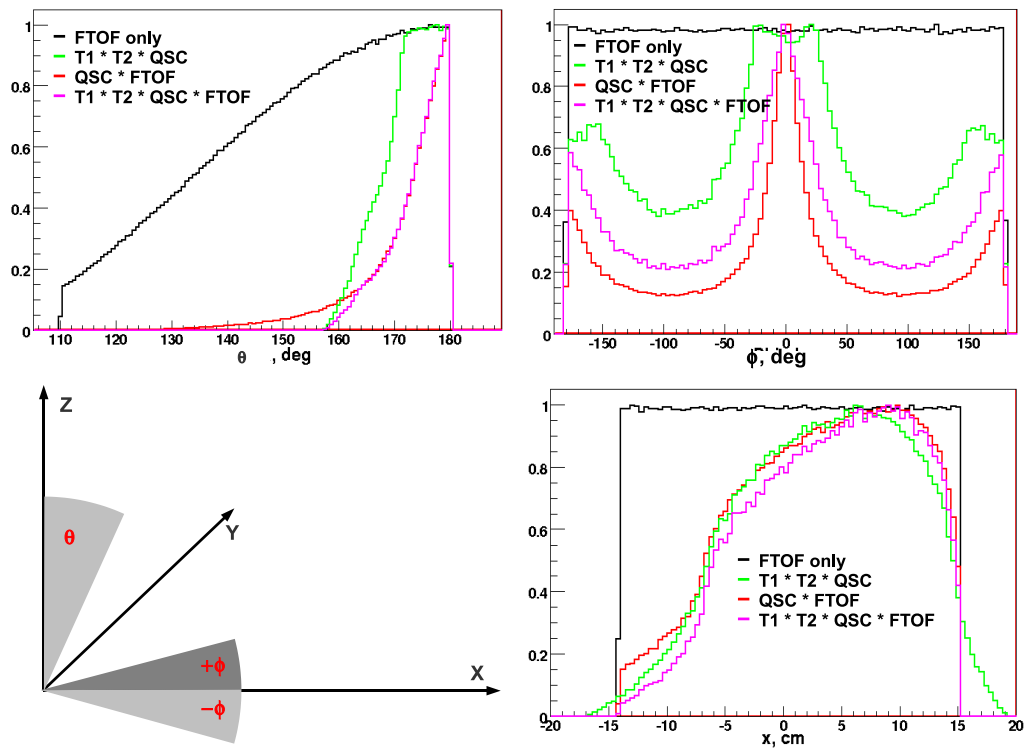 1
0.8
0.6
0.4
0.2
0
FTOF only
T1 * T2 * QSC
QSC * FTOF
T1 * T2 * QSC * FTOF
110 120 130 140 150 160 170 180
θ , deg
1
0.8
0.6
0.4
0.2
0
FTOF only
T1 * T2 * QSC
QSC * FTOF
T1 * T2 * QSC * FTOF
-150 -100 -50 0 50 100 150
ϕ, deg
Z
θ
Y
X
+ϕ
−ϕ
1
0.8
0.6
0.4
0.2
0
FTOF only
T1 * T2 * QSC
QSC * FTOF
T1 * T2 * QSC * FTOF
-20 -15 -10 -5 0 5 10 15 20
x, cm